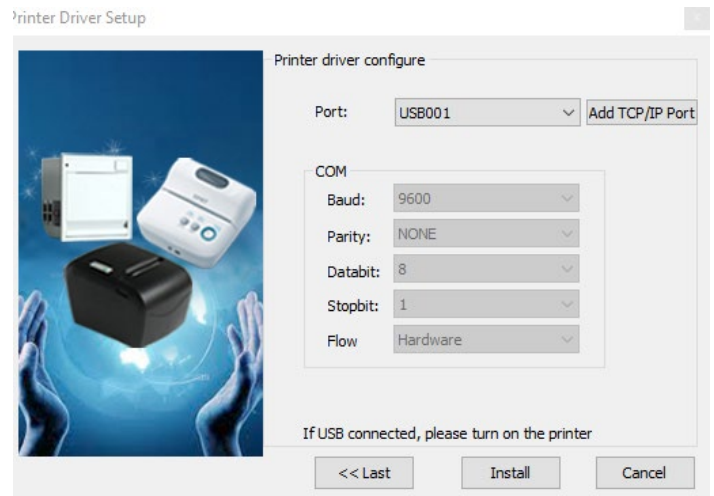 Printer Driver Setup
x
Printer driver configure
Port: USB001 Add TCP/IP Port
COM
Baud: 9600
Parity: NONE
Databit: 8
Stopbit: 1
Flow Hardware
If USB connected, please turn on the printer
<< Last Install Cancel